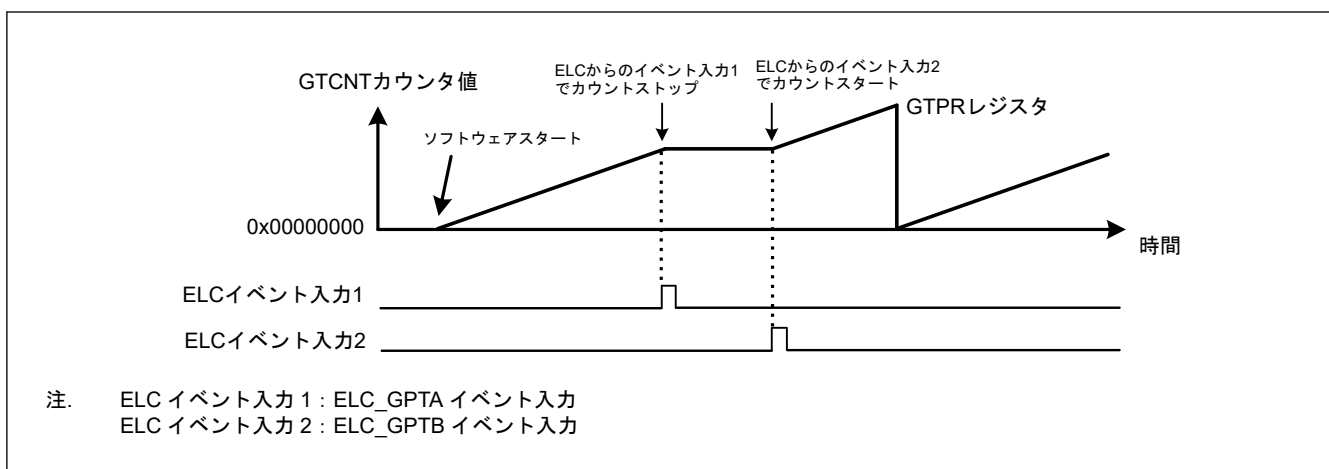 ELCからのイベント入力1
でカウントストップ
ELCからのイベント入力2
でカウントスタート
GTCNTカウンタ値
GTPRレジスタ
ソフトウェアスタート
0x00000000
時間
ELCイベント入力1
ELCイベント入力2
注. ELC イベント入力 1：ELC_GPTA イベント入力
ELC イベント入力 2：ELC_GPTB イベント入力